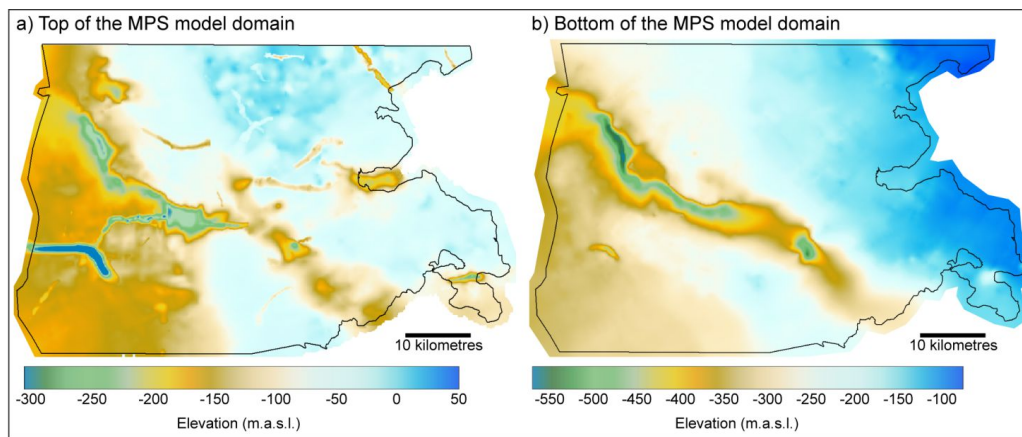 a) Top of the MPS model domain
b) Bottom of the MPS model domain
10 kilometres
10 kilometres
-300 -250 -200 -150 -100 -50 0 50
-550 -500 -450 -400 -350 -300 -250 -200 -150 -100
Elevation (m.a.s.l.)
Elevation (m.a.s.l.)